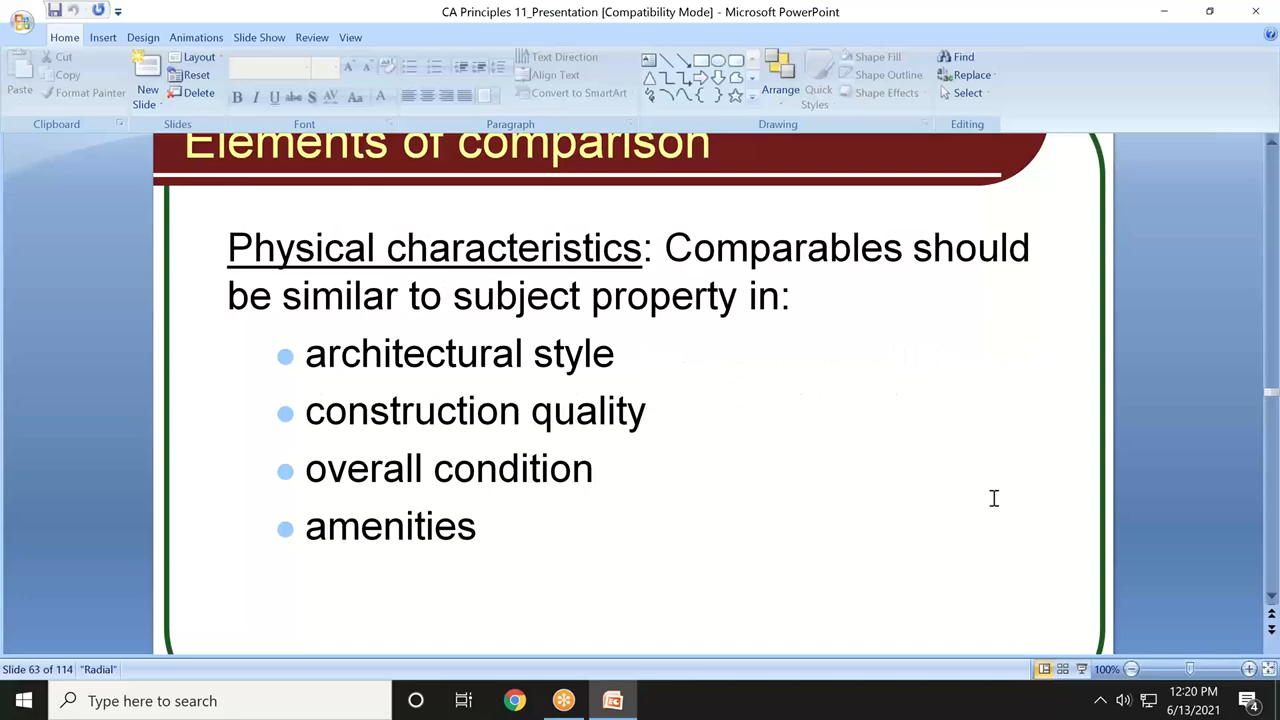 CA Principles 11_Presentation [Compatibility Mode] - Microsoft PowerPoint
Home Insert Design Animations Slide Show Review View
Cut
Copy
Format Painter
Paste
Clipboard
New
Slide
Layout
Reset
Delete
Slides
Font
Text Direction
Align Text
Convert to SmartArt
Paragraph
Arrange
Quick
Styles
Shape Fill
Shape Outline
Shape Effects
Drawing
Find
Replace
Select
Editing
Elements of comparison
Physical characteristics: Comparables should
be similar to subject property in:
architectural style
construction quality
overall condition
amenities
Slide 63 of 114 "Radial" 100%
Type here to search
12:20 PM
6/13/2021
4